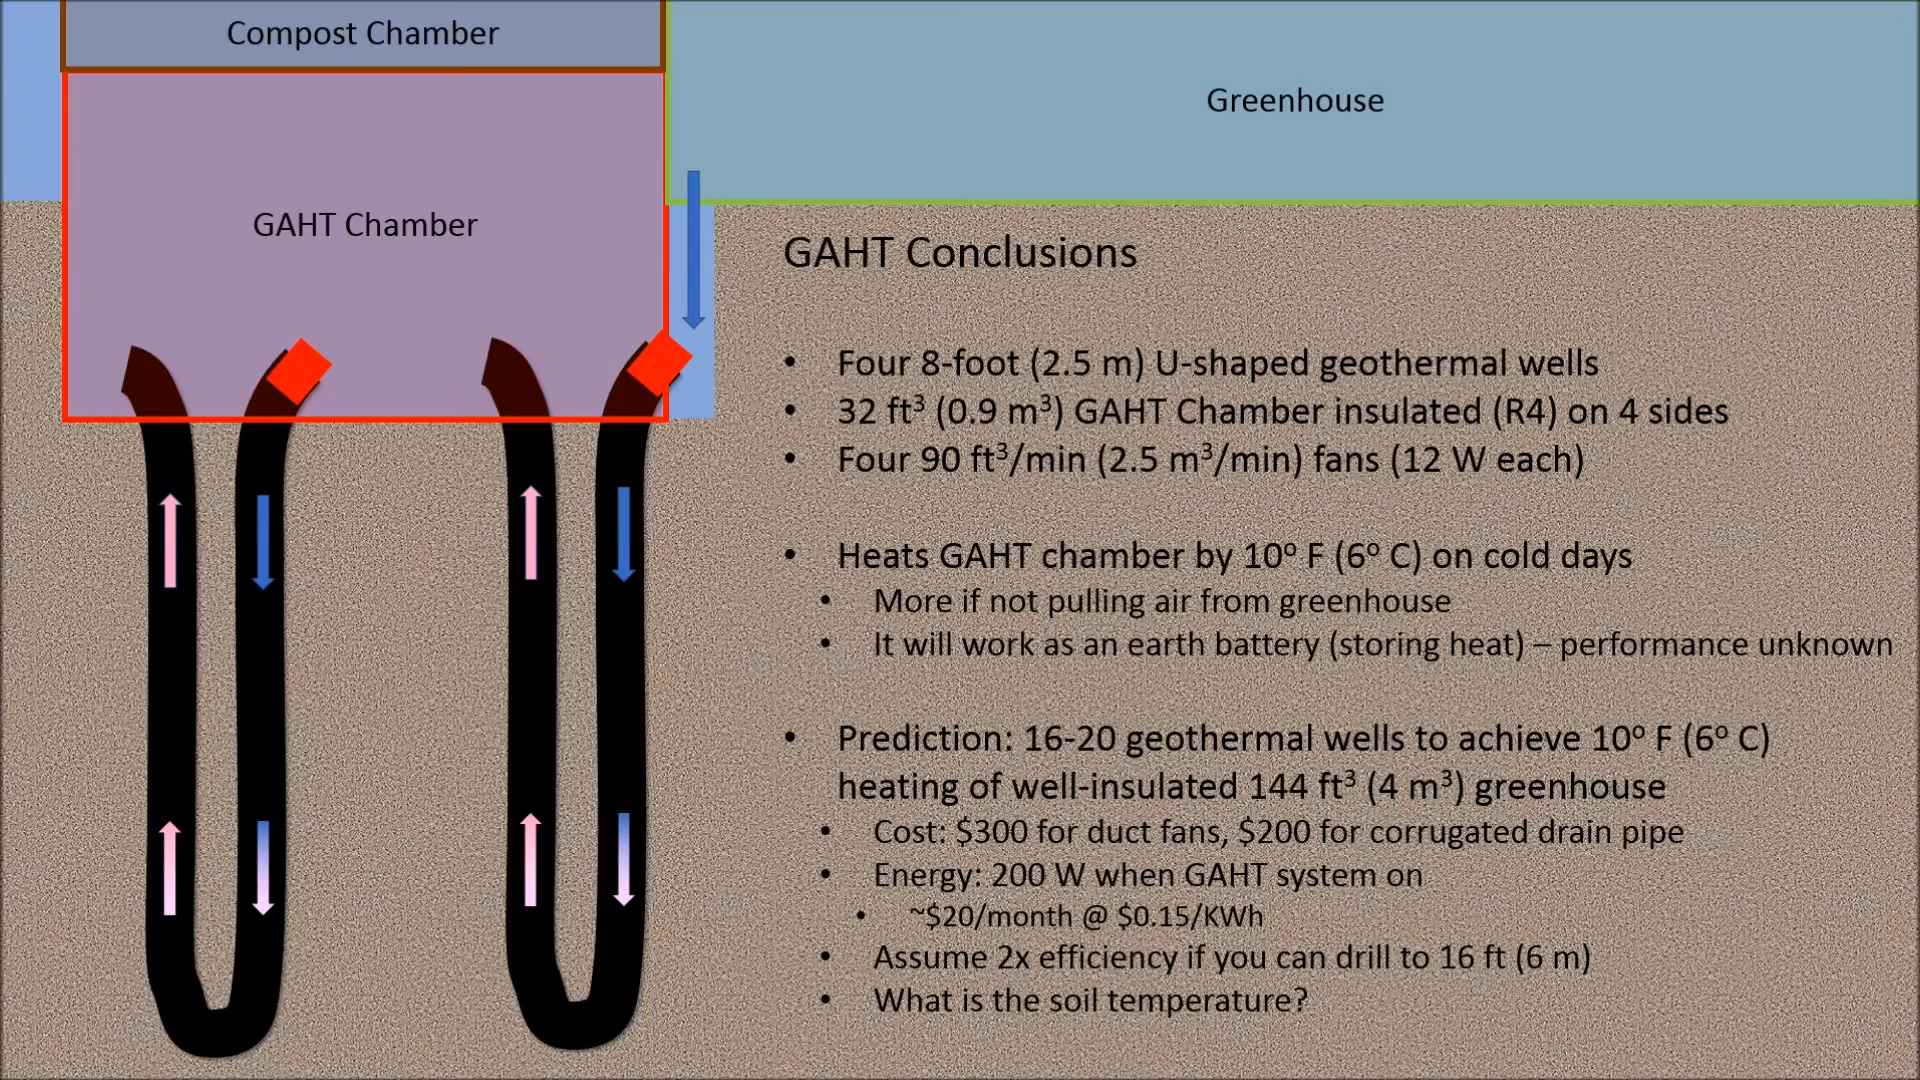 Compost Chamber
Greenhouse
GAHT Chamber
GAHT Conclusions
• Four 8-foot (2.5 m) U-shaped geothermal wells
• 32 ft³ (0.9 m³) GAHT Chamber insulated (R4) on 4 sides
• Four 90 ft³/min (2.5 m³/min) fans (12 W each)
• Heats GAHT chamber by 10º F (6º C) on cold days
• More if not pulling air from greenhouse
• It will work as an earth battery (storing heat) – performance unknown
• Prediction: 16-20 geothermal wells to achieve 10º F (6º C)
heating of well-insulated 144 ft³ (4 m³) greenhouse
• Cost: $300 for duct fans, $200 for corrugated drain pipe
• Energy: 200 W when GAHT system on
• ~$20/month @ $0.15/KWh
• Assume 2x efficiency if you can drill to 16 ft (6 m)
• What is the soil temperature?